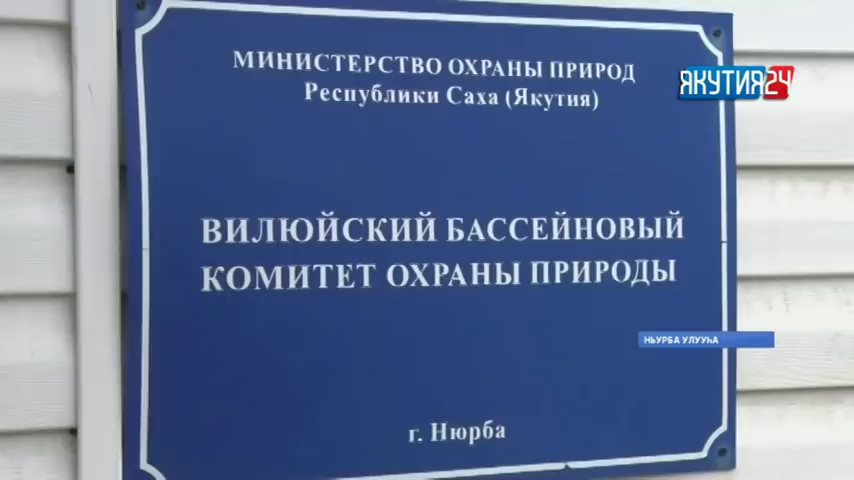 МИНИСТЕРСТВО ОХРАНЫ ПРИРОД
Республики Саха (Якутия)
ЯКУТИЯ24
ВИЛЮЙСКИЙ БАССЕЙНОВЫЙ
КОМИТЕТ ОХРАНЫ ПРИРОДЫ
НЬУРБА УЛУУҺА
г. Нюрба